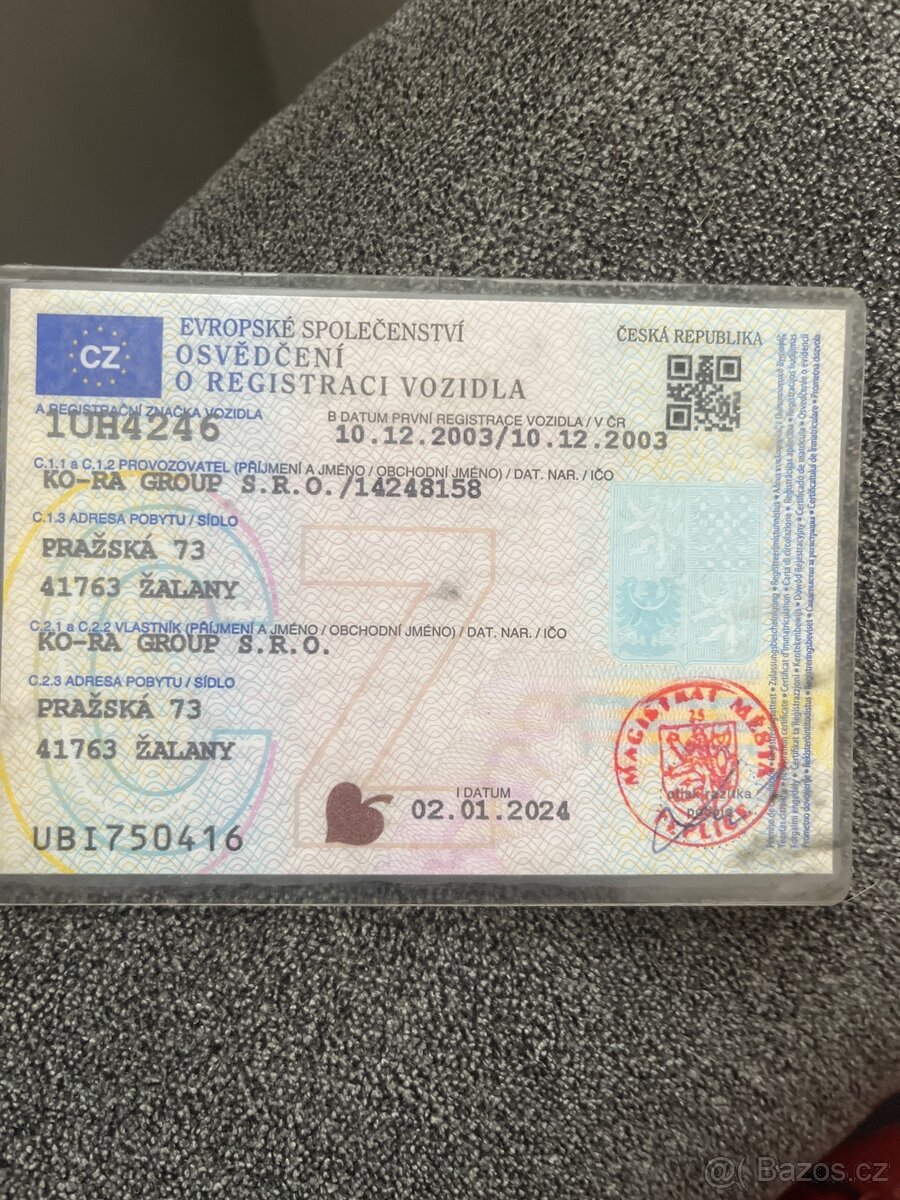 CZ
EVROPSKÉ SPOLEČENSTVÍ
OSVĚDČENÍ
O REGISTRACI VOZIDLA
ČESKÁ REPUBLIKA
A REGISTRAČNÍ ZNAČKA VOZIDLA
1UH4246
B DATUM PRVNÍ REGISTRACE VOZIDLA / V ČR
10.12.2003/10.12.2003
C.1.1 a C.1.2 PROVOZOVATEL (PŘÍJMENÍ A JMÉNO / OBCHODNÍ JMÉNO) / DAT. NAR. / IČO
KO-RA GROUP S.R.O./14248158
C.1.3 ADRESA POBYTU / SÍDLO
PRAŽSKÁ 73
41763 ŽALANY
C.2.1 a C.2.2 VLASTNÍK (PŘÍJMENÍ A JMÉNO / OBCHODNÍ JMÉNO) / DAT. NAR. / IČO
KO-RA GROUP S.R.O.
C.2.3 ADRESA POBYTU / SÍDLO
PRAŽSKÁ 73
41763 ŽALANY
I DATUM
02.01.2024
UBI750416
MAGISTRÁT MĚSTA
TEPLICE
otisk razítka
Bazos.cz